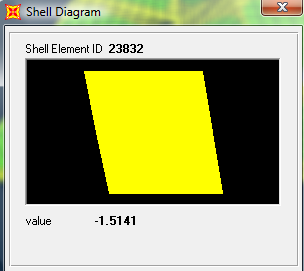 Shell Diagram
Shell Element ID 23832
value -1.5141